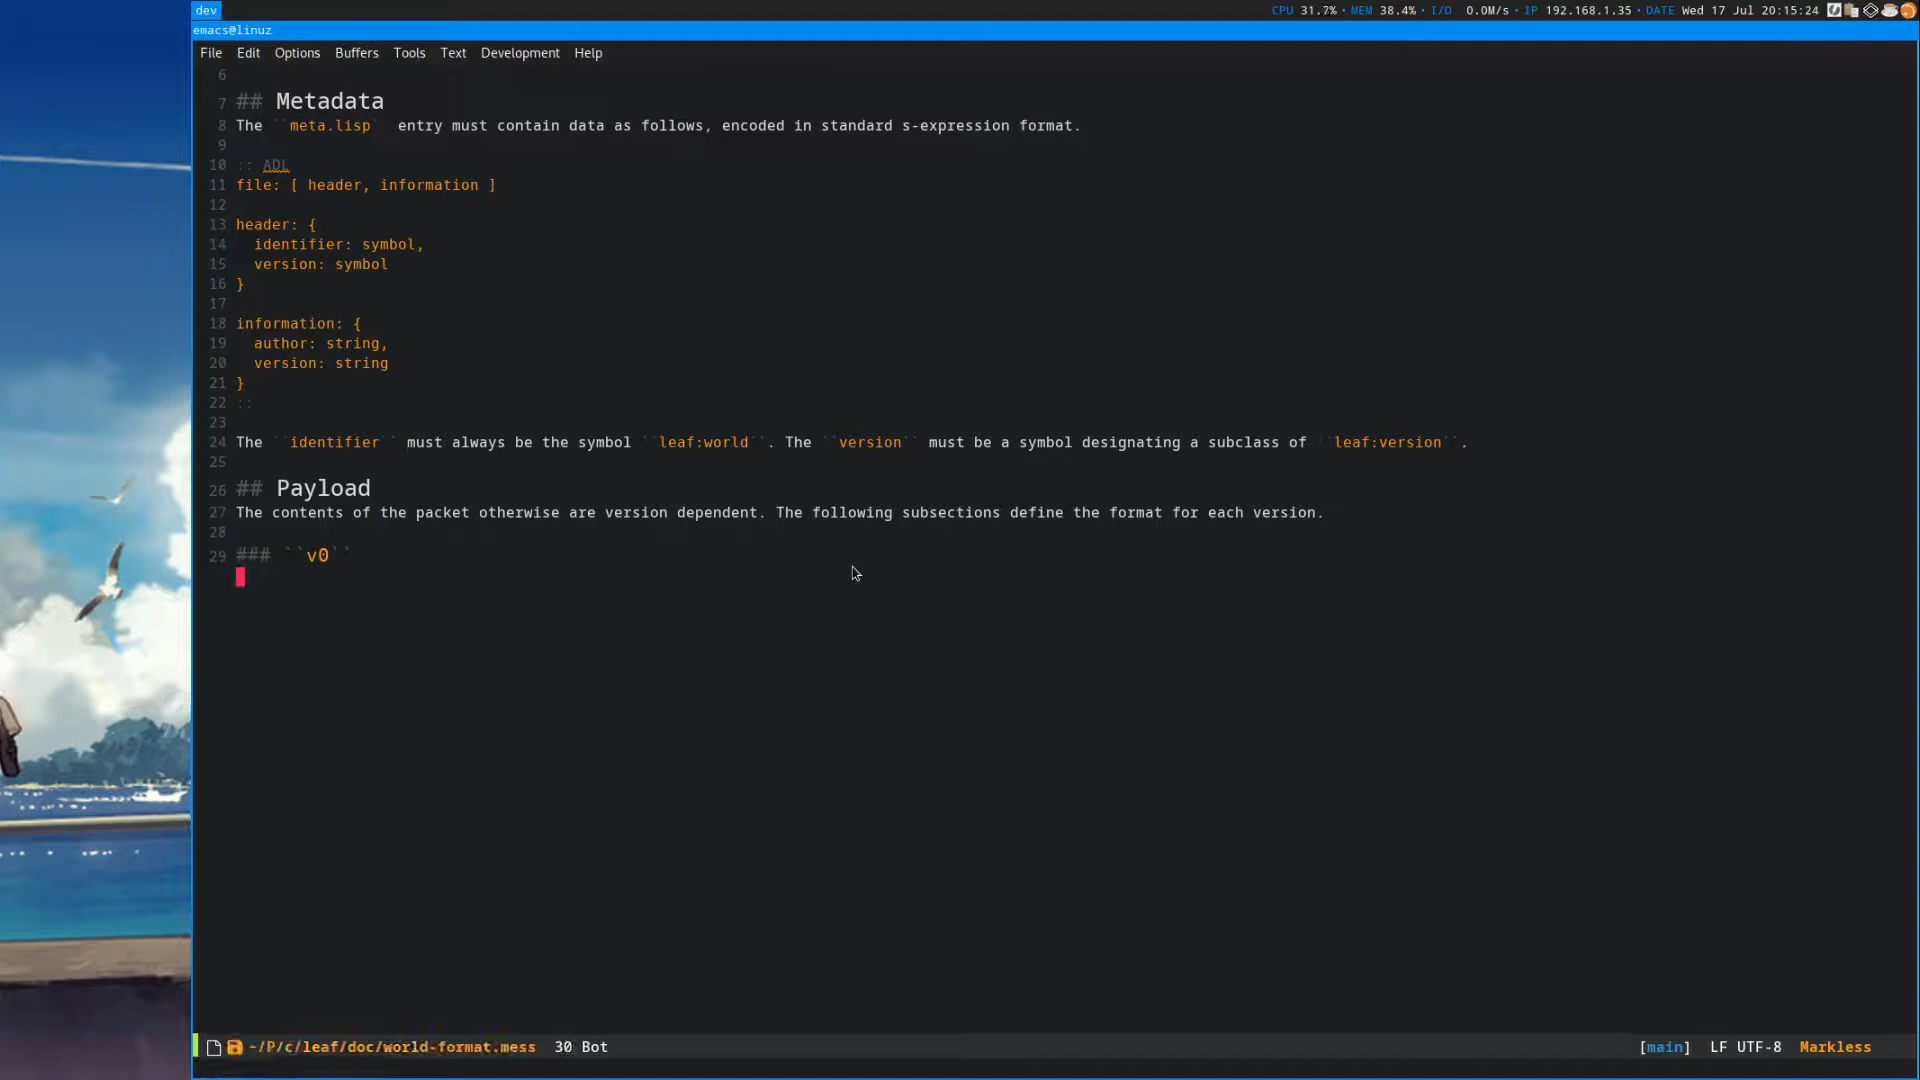 dev
CPU 31.7% • MEM 38.4% • I/O 0.0M/s • IP 192.168.1.35 • DATE Wed 17 Jul 20:15:24
emacs@linuz
File Edit Options Buffers Tools Text Development Help
6
7 ## Metadata
8 The ``meta.lisp`` entry must contain data as follows, encoded in standard s-expression format.
9
10 :: ADL
11 file: [ header, information ]
12
13 header: {
14 identifier: symbol,
15 version: symbol
16 }
17
18 information: {
19 author: string,
20 version: string
21 }
22 ::
23
24 The ``identifier`` must always be the symbol ``leaf:world``. The ``version`` must be a symbol designating a subclass of ``leaf:version``.
25
26 ## Payload
27 The contents of the packet otherwise are version dependent. The following subsections define the format for each version.
28
29 ### ``v0``
~/P/c/leaf/doc/world-format.mess 30 Bot [main] LF UTF-8 Markless